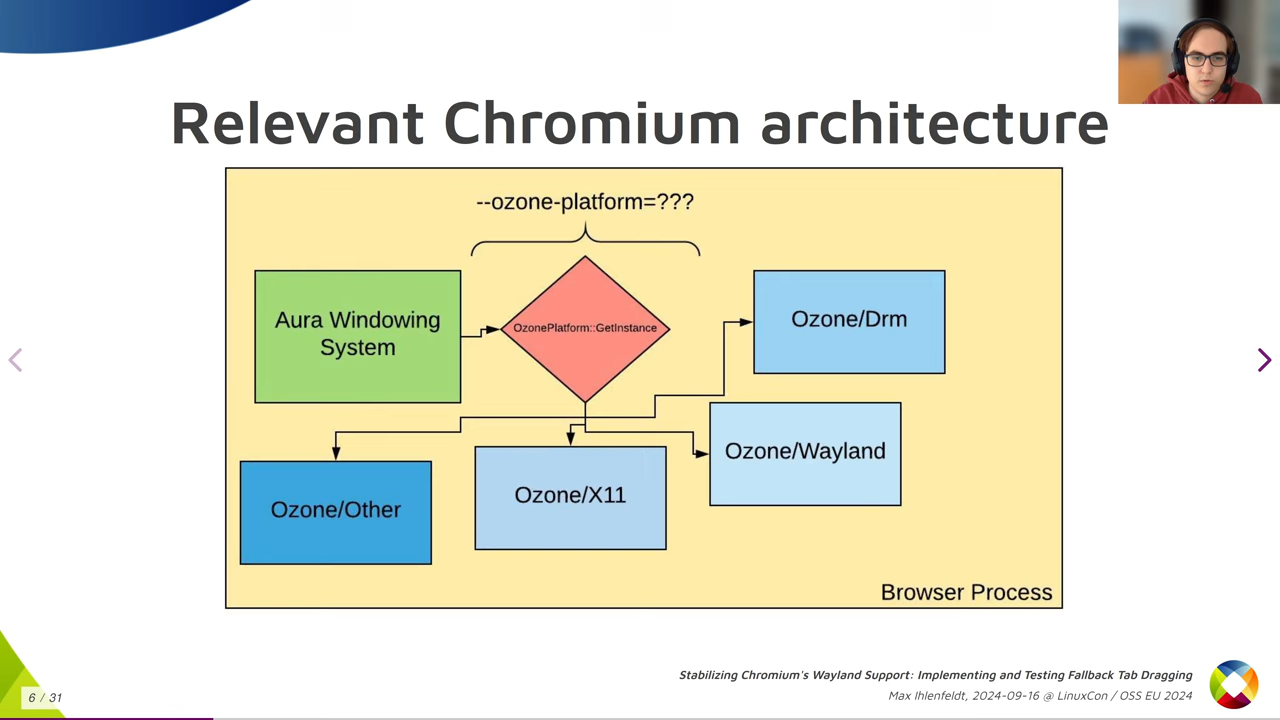 Relevant Chromium architecture
--ozone-platform=???
Aura Windowing
System
OzonePlatform::GetInstance
Ozone/Drm
Ozone/Wayland
Ozone/X11
Ozone/Other
Browser Process
Stabilizing Chromium's Wayland Support: Implementing and Testing Fallback Tab Dragging
Max Ihlenfeldt, 2024-09-16 @ LinuxCon / OSS EU 2024
6 / 31